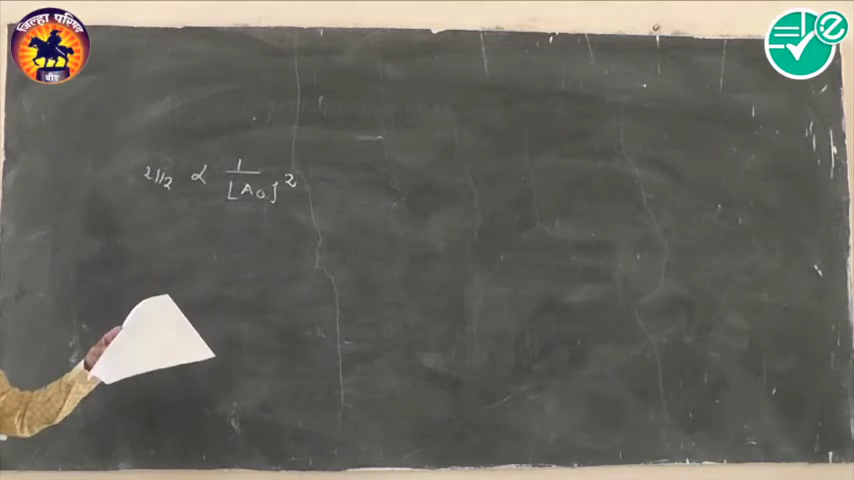 जिल्हा परिषद
बीड
e
t1/2 ∝ 1/[A0]²